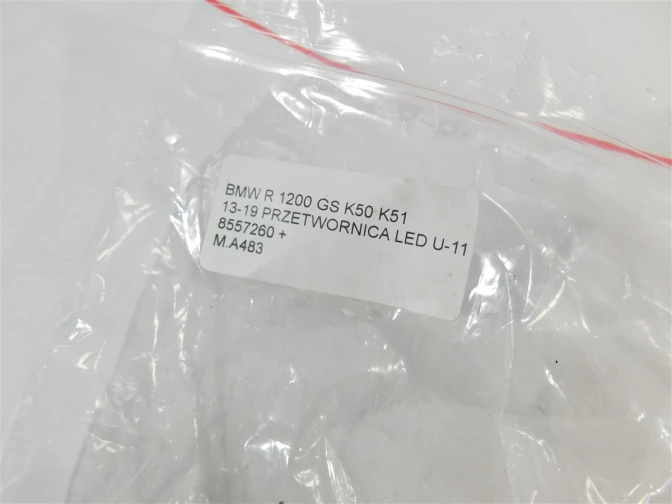 BMW R 1200 GS K50 K51
13-19 PRZETWORNICA LED U-11
8557260 +
M.A483